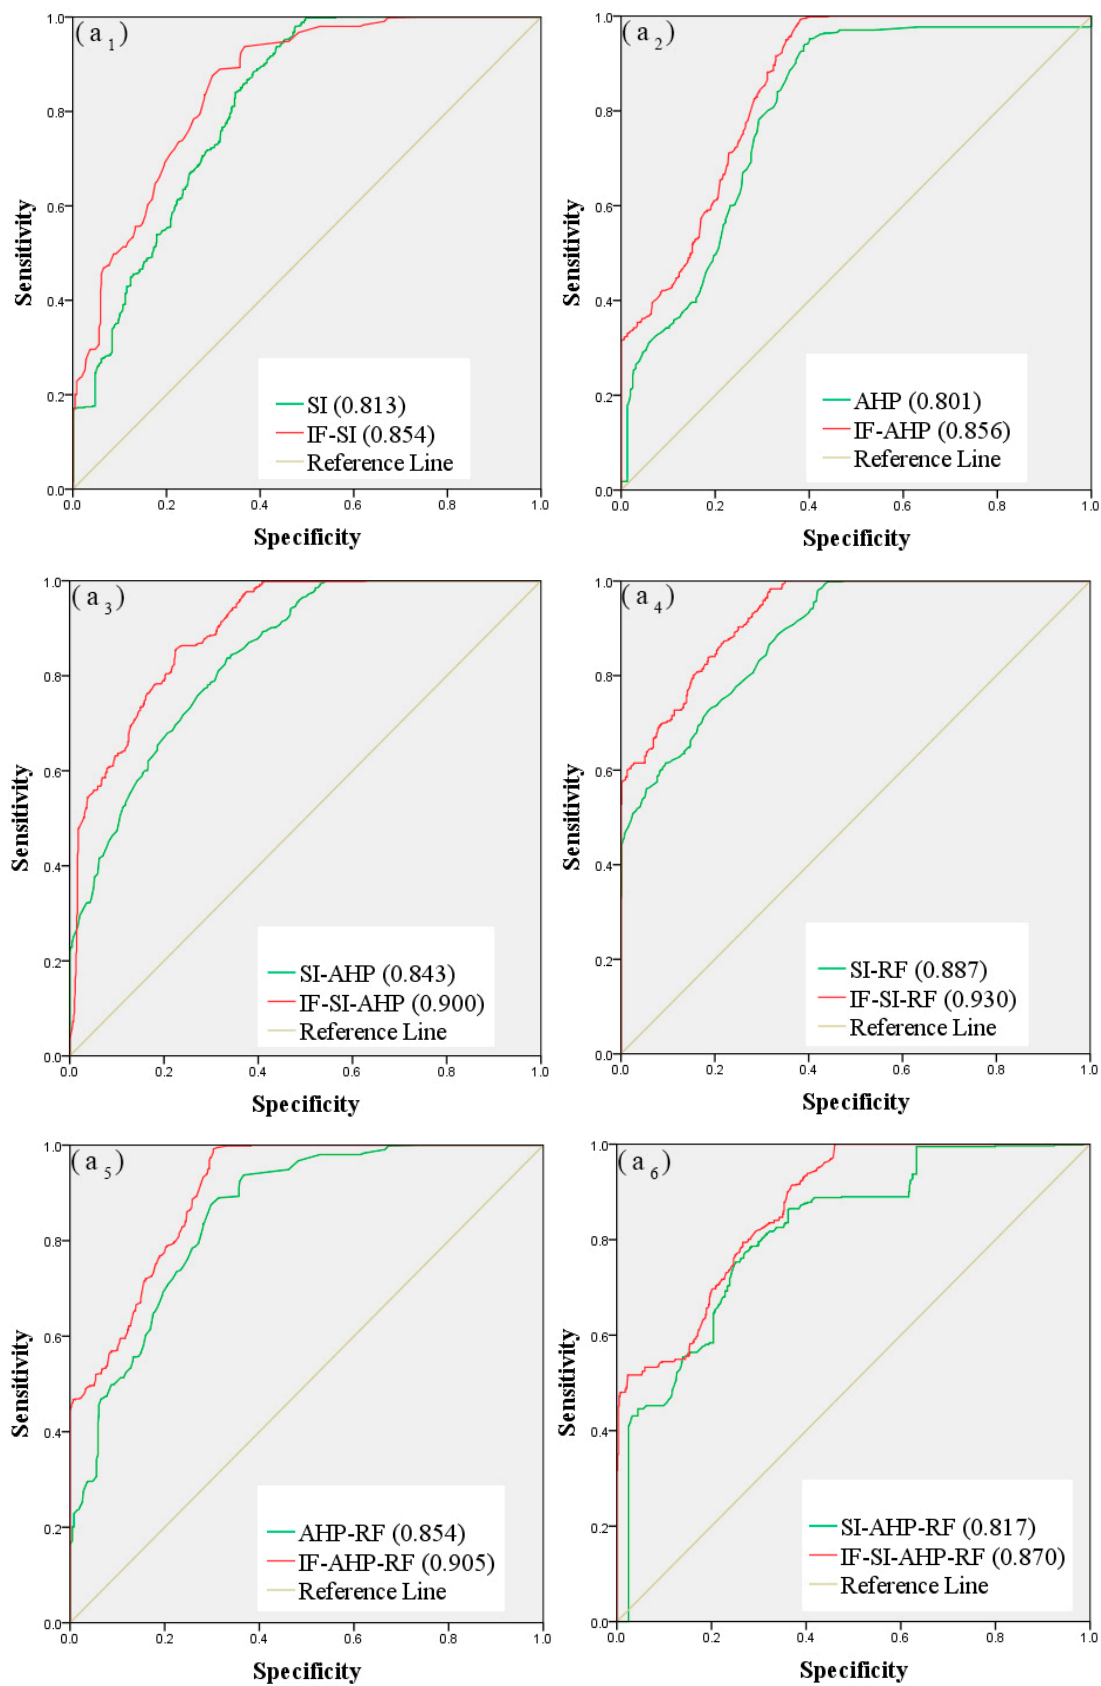 (a 1)
1.0
0.8
0.6
0.4
0.2
0.0
Sensitivity
SI (0.813)
IF-SI (0.854)
Reference Line
0.0 0.2 0.4 0.6 0.8 1.0
Specificity
(a 2)
1.0
0.8
0.6
0.4
0.2
0.0
Sensitivity
AHP (0.801)
IF-AHP (0.856)
Reference Line
0.0 0.2 0.4 0.6 0.8 1.0
Specificity
(a 3)
1.0
0.8
0.6
0.4
0.2
0.0
Sensitivity
SI-AHP (0.843)
IF-SI-AHP (0.900)
Reference Line
0.0 0.2 0.4 0.6 0.8 1.0
Specificity
(a 4)
1.0
0.8
0.6
0.4
0.2
0.0
Sensitivity
SI-RF (0.887)
IF-SI-RF (0.930)
Reference Line
0.0 0.2 0.4 0.6 0.8 1.0
Specificity
(a 5)
1.0
0.8
0.6
0.4
0.2
0.0
Sensitivity
AHP-RF (0.854)
IF-AHP-RF (0.905)
Reference Line
0.0 0.2 0.4 0.6 0.8 1.0
Specificity
(a 6)
1.0
0.8
0.6
0.4
0.2
0.0
Sensitivity
SI-AHP-RF (0.817)
IF-SI-AHP-RF (0.870)
Reference Line
0.0 0.2 0.4 0.6 0.8 1.0
Specificity